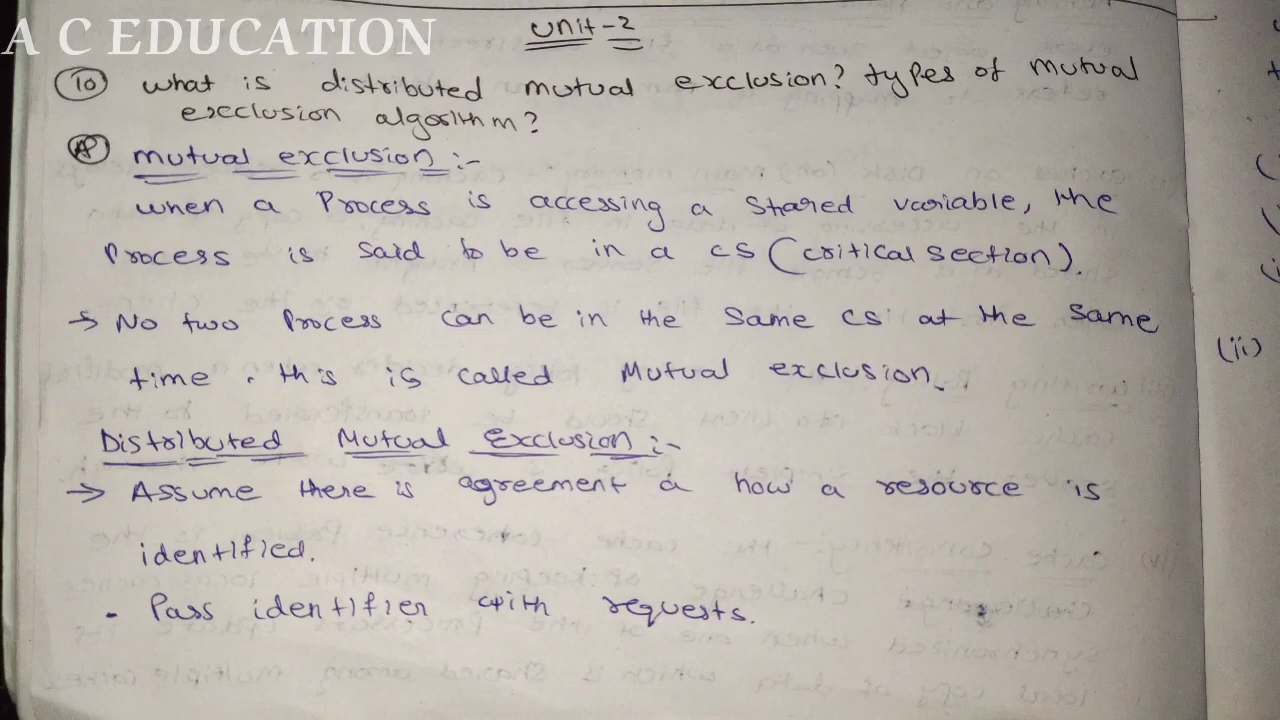 A C EDUCATION
Unit-2
10 What is distributed mutual exclusion? types of mutual
exclusion algorithm?
A mutual exclusion :-
when a Process is accessing a Shared variable, the
Process is said to be in a CS (critical section).
→ No two Process can be in the same CS at the same
time. this is called Mutual exclusion.
Distributed Mutual Exclusion :-
→ Assume there is agreement a how a resource is
identified.
- Pass identifier with requests.
(ii)